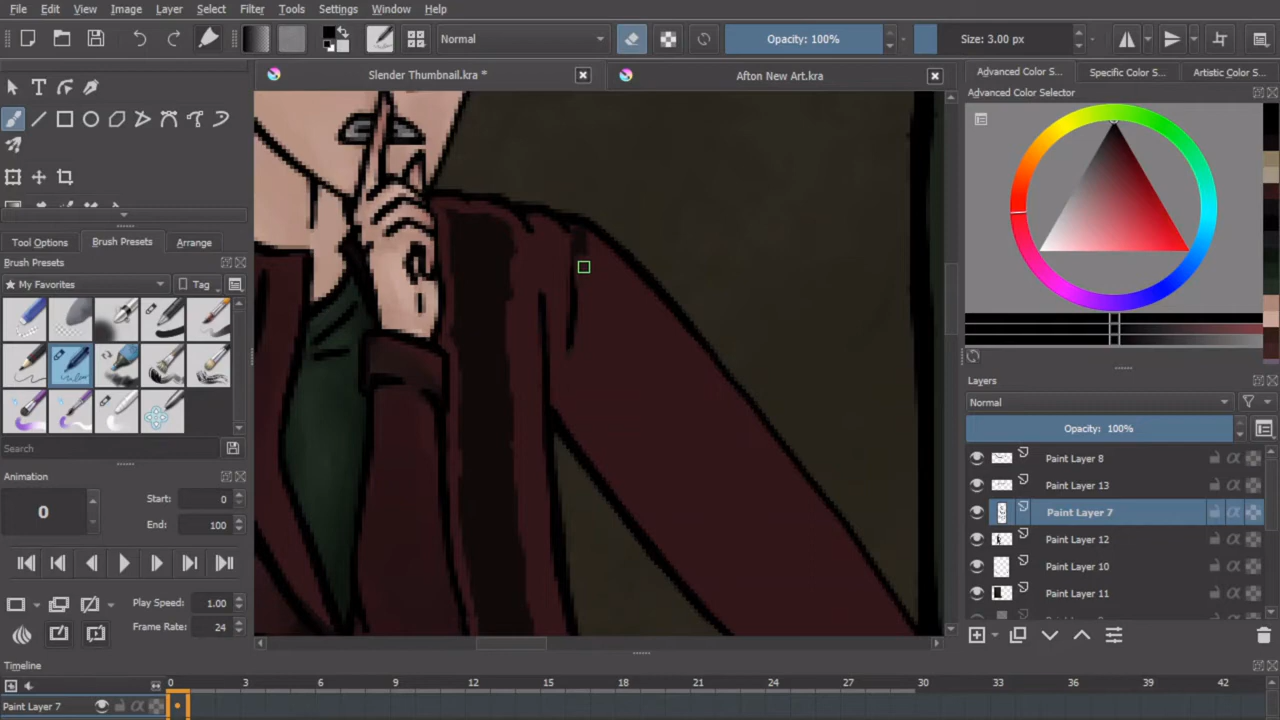 File Edit View Image Layer Select Filter Tools Settings Window Help
Normal Opacity: 100% Size: 3.00 px
Slender Thumbnail.kra * Afton New Art.kra Advanced Color S... Specific Color S... Artistic Color S...
Advanced Color Selector
Tool Options Brush Presets Arrange
Brush Presets
My Favorites Tag
Search
Animation
0 Start: 0
End: 100
Play Speed: 1.00
Frame Rate: 24
Layers
Normal
Opacity: 100%
Paint Layer 8
Paint Layer 13
Paint Layer 7
Paint Layer 12
Paint Layer 10
Paint Layer 11
Timeline
0 3 6 9 12 15 18 21 24 27 30 33 36 39 42
Paint Layer 7